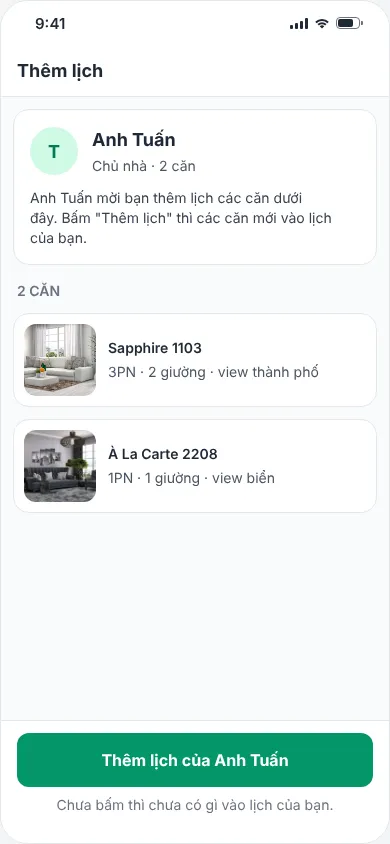 9:41
Thêm lịch
T
Anh Tuấn
Chủ nhà · 2 căn
Anh Tuấn mời bạn thêm lịch các căn dưới
đây. Bấm "Thêm lịch" thì các căn mới vào lịch
của bạn.
2 CĂN
Sapphire 1103
3PN · 2 giường · view thành phố
À La Carte 2208
1PN · 1 giường · view biển
Thêm lịch của Anh Tuấn
Chưa bấm thì chưa có gì vào lịch của bạn.